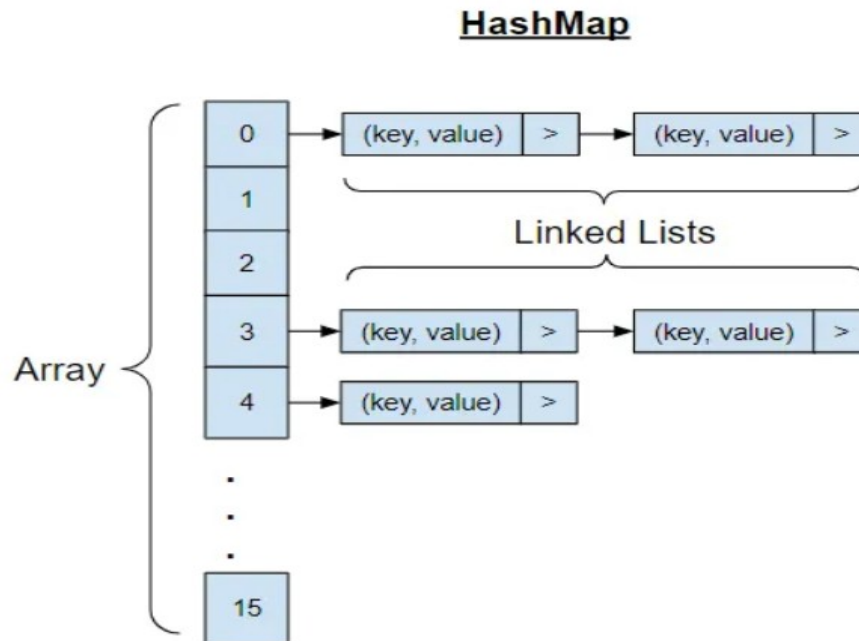 HashMap
0 (key, value) > (key, value) >
1
Linked Lists
2
3 (key, value) > (key, value) >
Array
4 (key, value) >
.
.
.
15